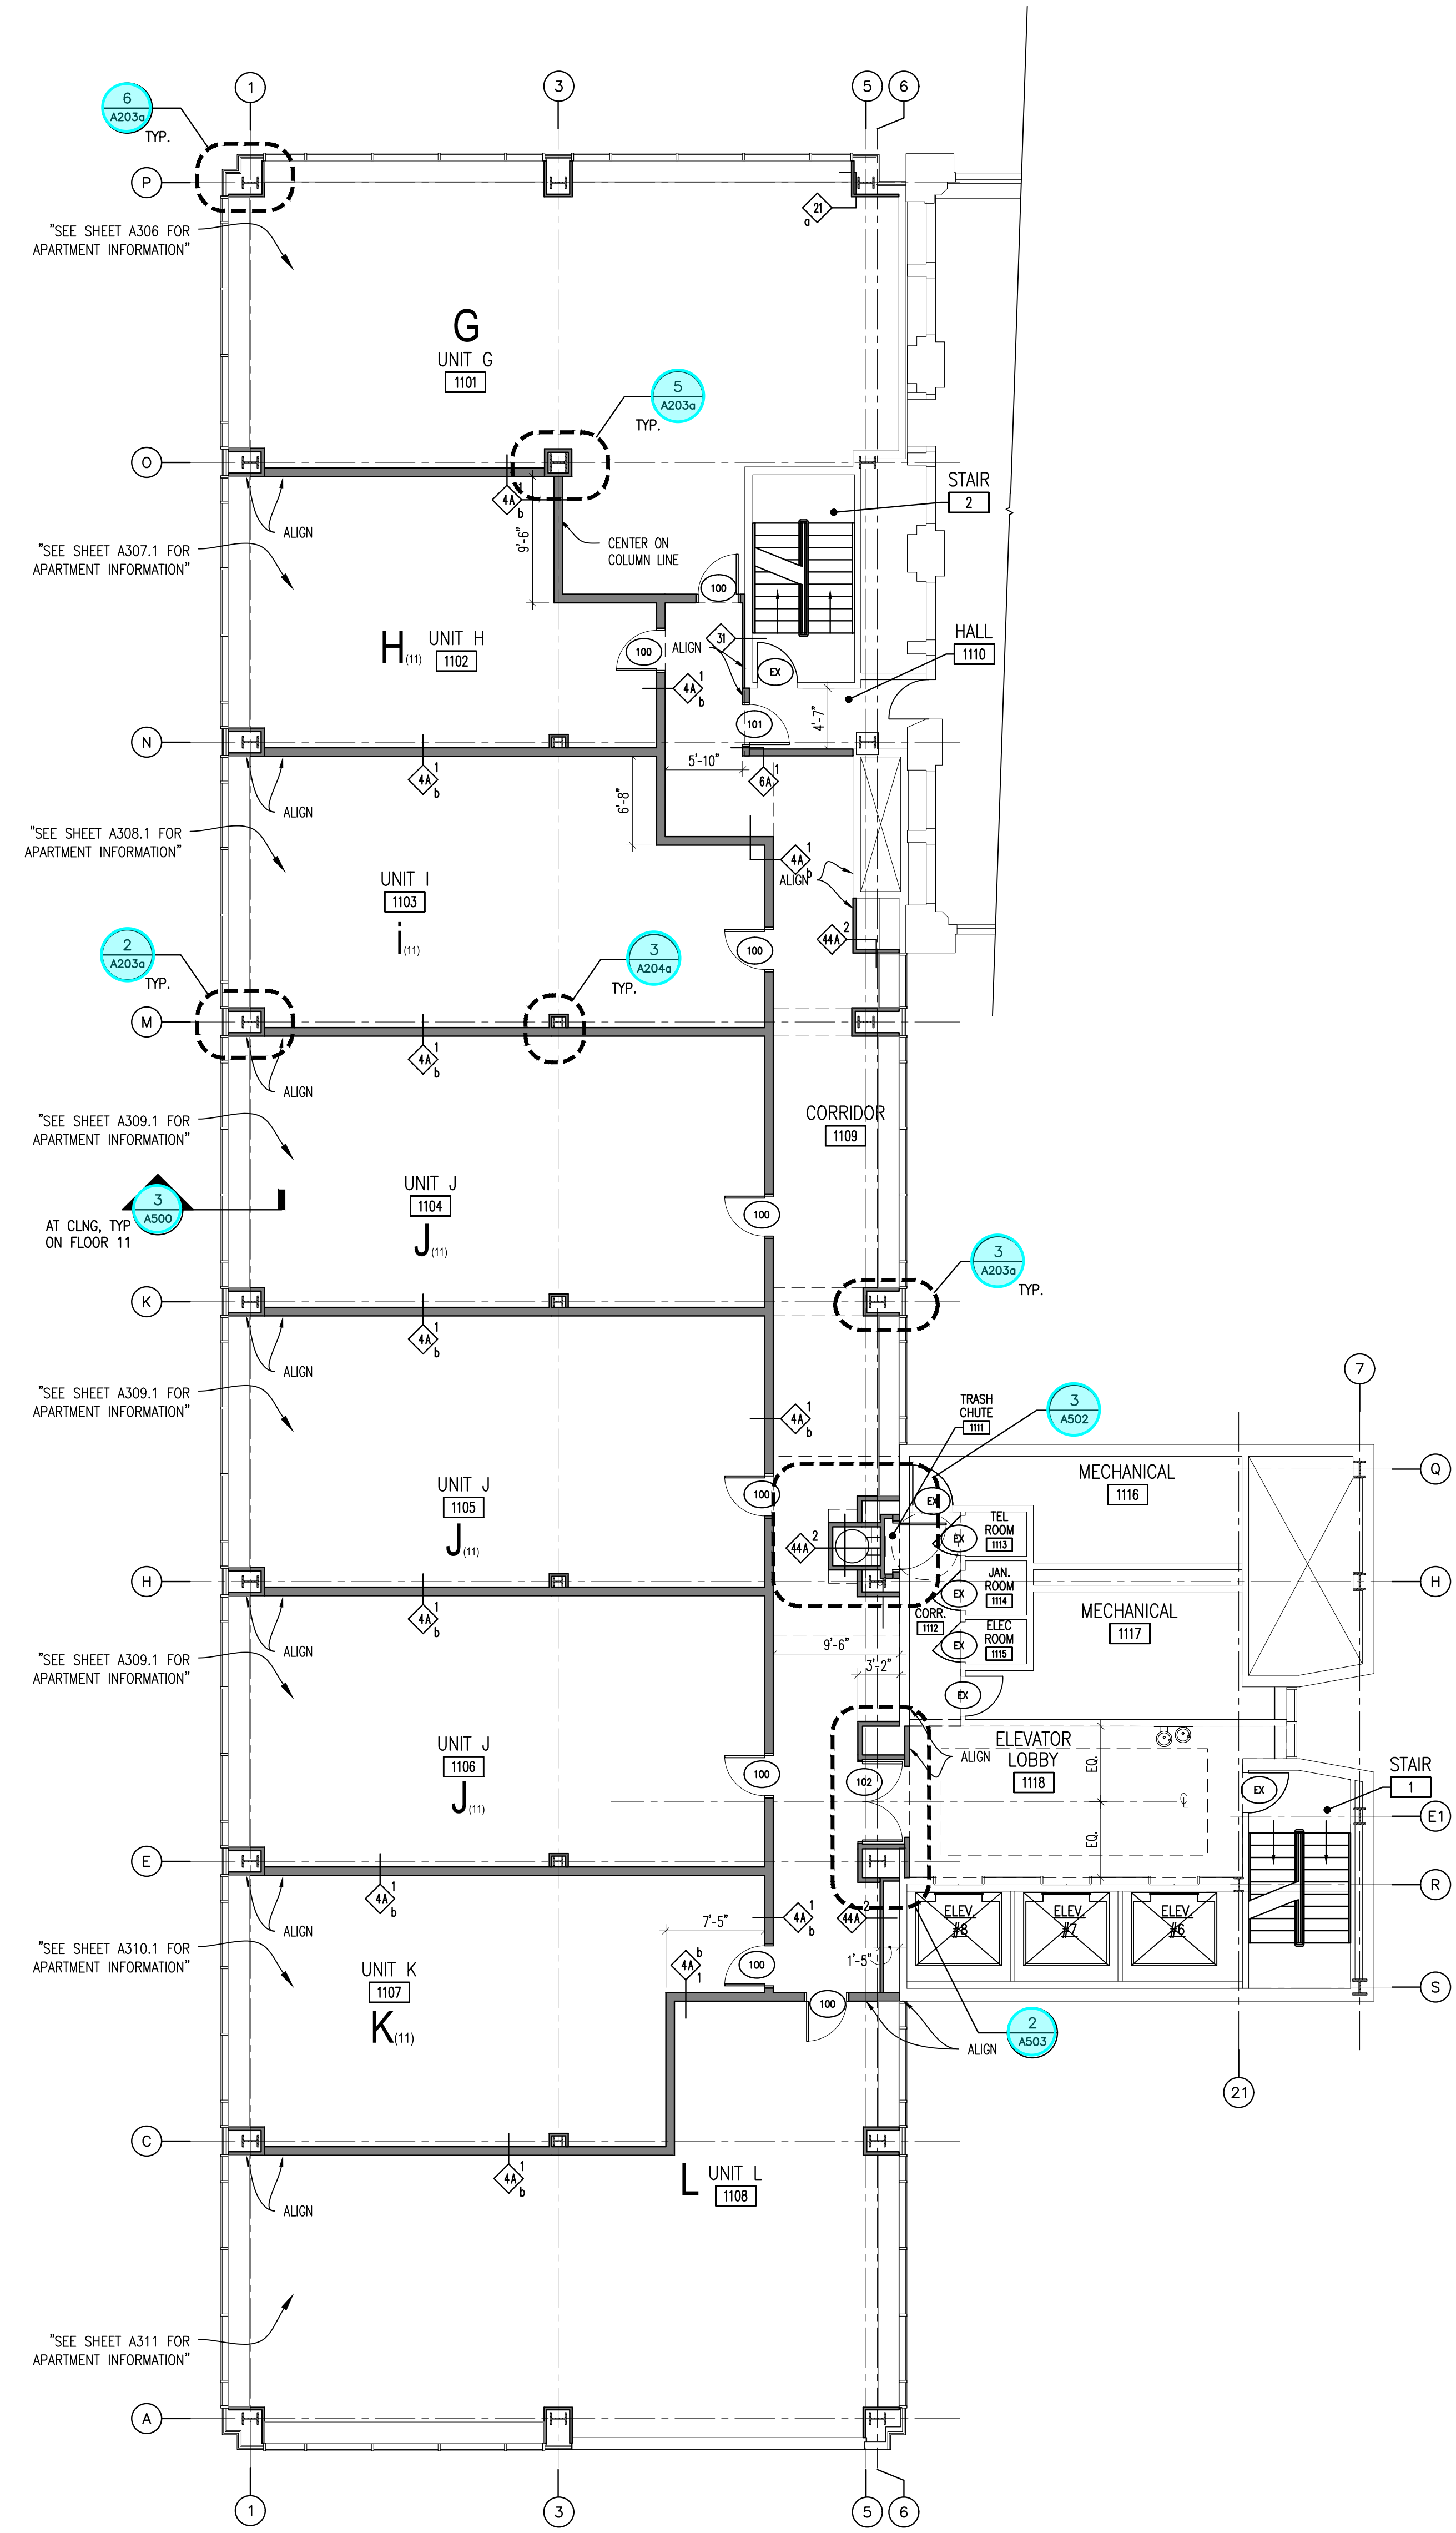 1
3
5
6
6
A203a
TYP.
P
21
a
"SEE SHEET A306 FOR
APARTMENT INFORMATION"
G
UNIT G
1101
5
A203a
TYP.
O
4A
1
b
STAIR
2
ALIGN
9'-6"
CENTER ON
COLUMN LINE
"SEE SHEET A307.1 FOR
APARTMENT INFORMATION"
100
H(11)
UNIT H
1102
100
ALIGN
31
EX
HALL
1110
4A
1
b
101
4'-7"
N
4A
1
b
5'-10"
6A
1
6'-8"
ALIGN
"SEE SHEET A308.1 FOR
APARTMENT INFORMATION"
4A
1
b
ALIGN
UNIT I
1103
i(11)
100
44A
2
2
A203a
TYP.
3
A204a
TYP.
M
4A
1
b
ALIGN
"SEE SHEET A309.1 FOR
APARTMENT INFORMATION"
CORRIDOR
1109
UNIT J
1104
J(11)
3
A500
AT CLNG, TYP
ON FLOOR 11
100
3
A203a
TYP.
K
4A
1
b
ALIGN
7
"SEE SHEET A309.1 FOR
APARTMENT INFORMATION"
4A
1
b
TRASH
CHUTE
1111
3
A502
UNIT J
1105
J(11)
100
EX
MECHANICAL
1116
Q
44A
2
EX
TEL
ROOM
1113
H
4A
1
b
EX
JAN.
ROOM
1114
H
ALIGN
CORR.
1112
MECHANICAL
1117
9'-6"
EX
ELEC
ROOM
1115
3'-2"
"SEE SHEET A309.1 FOR
APARTMENT INFORMATION"
EX
UNIT J
1106
J(11)
100
102
ALIGN
ELEVATOR
LOBBY
1118
EQ.
EQ.
EX
STAIR
1
E1
E
4A
1
b
ALIGN
R
4A
1
b
44A
2
ELEV.
#8
ELEV.
#7
ELEV.
#6
7'-5"
1'-5"
"SEE SHEET A310.1 FOR
APARTMENT INFORMATION"
UNIT K
1107
K(11)
4A
b
1
100
100
S
2
A503
ALIGN
21
C
4A
1
b
ALIGN
L
UNIT L
1108
"SEE SHEET A311 FOR
APARTMENT INFORMATION"
A
1
3
5
6